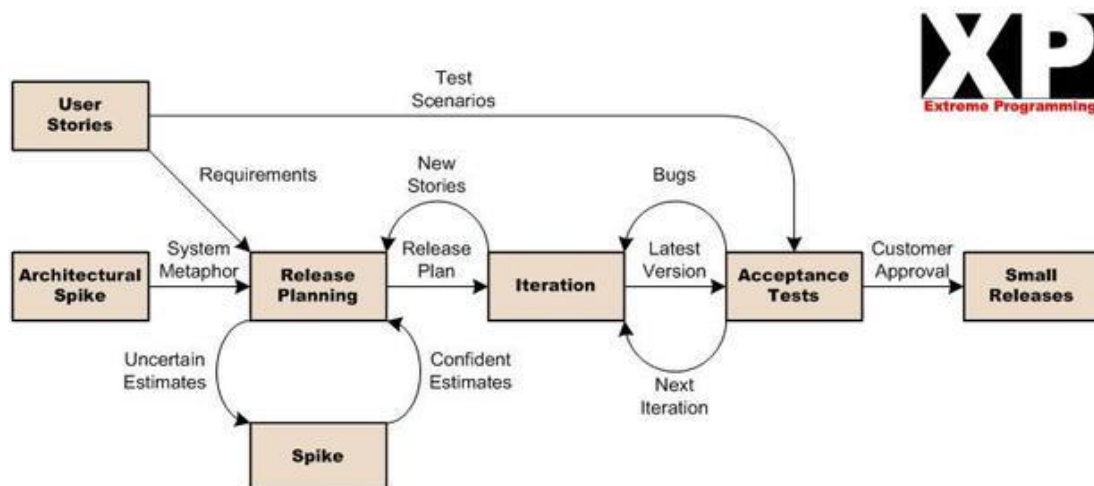 XP
Extreme Programming
Test
Scenarios
User
Stories
Requirements
New
Stories
Bugs
Architectural
Spike
System
Metaphor
Release
Planning
Release
Plan
Iteration
Latest
Version
Acceptance
Tests
Customer
Approval
Small
Releases
Uncertain
Estimates
Confident
Estimates
Next
Iteration
Spike